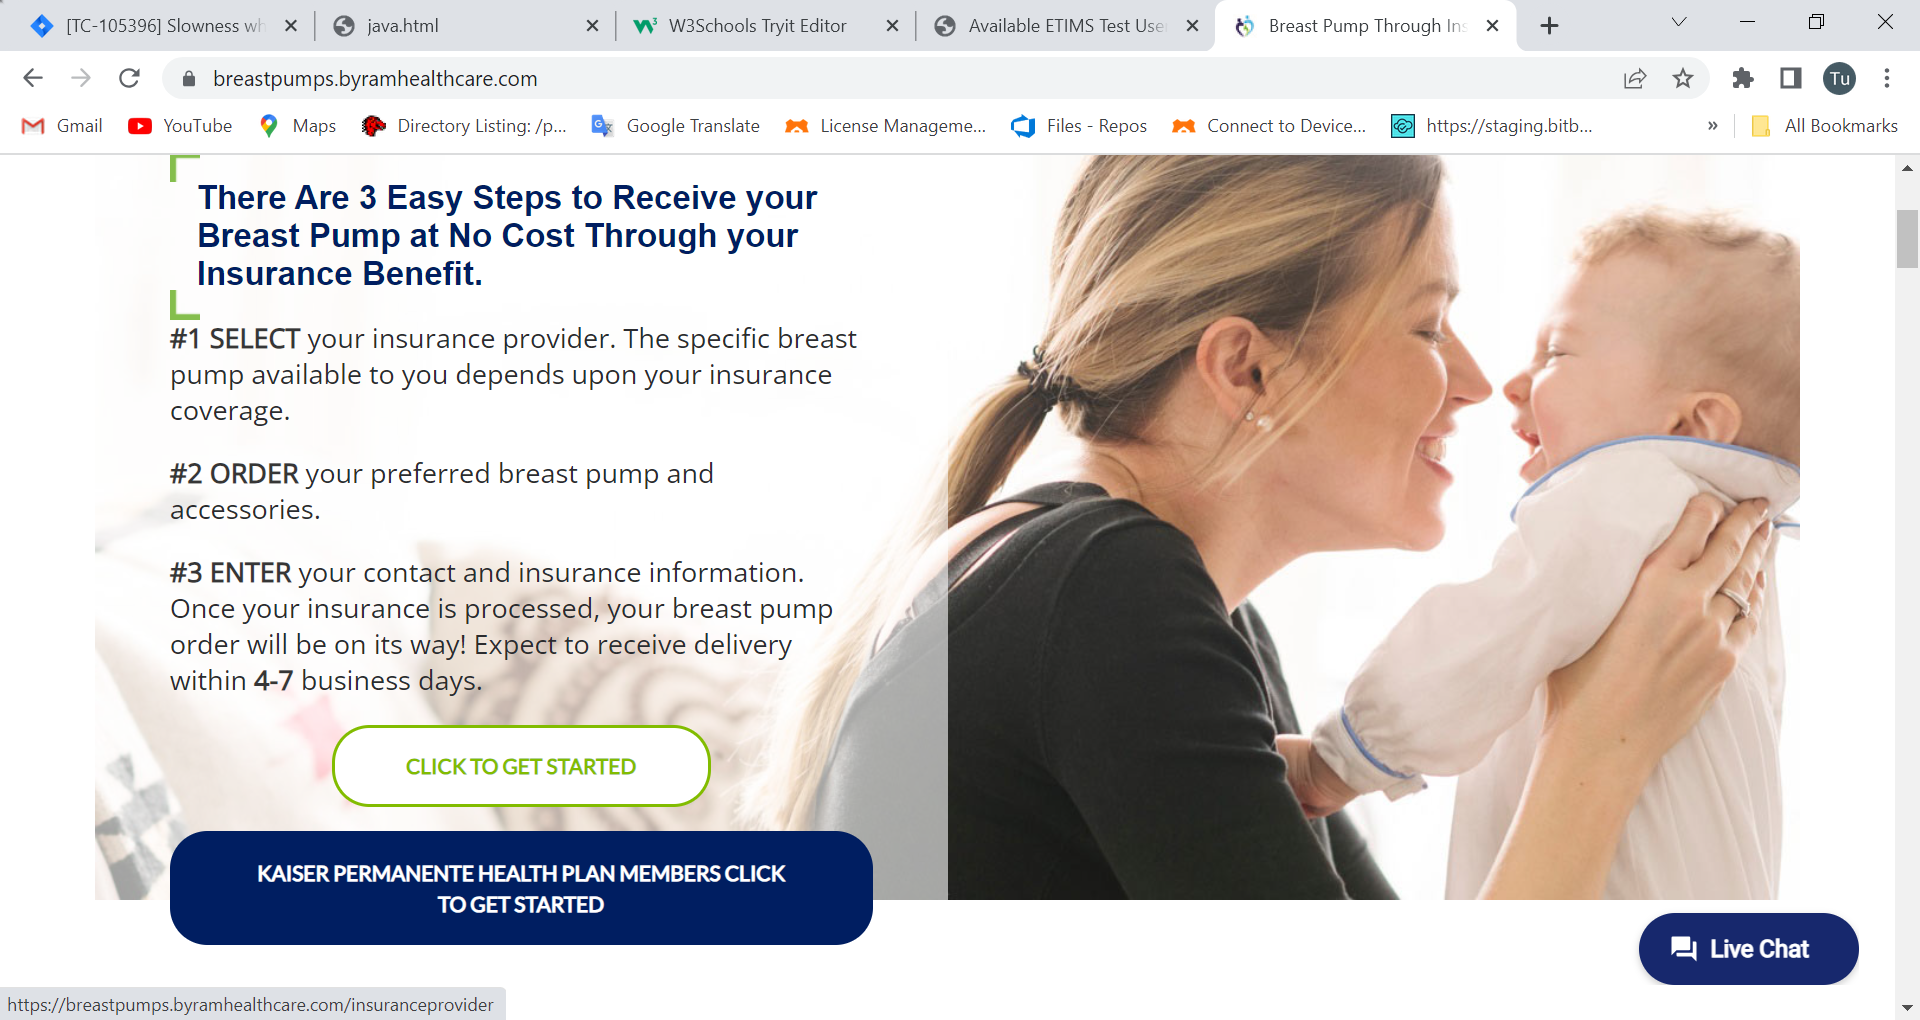 [TC-105396] Slowness wh
java.html
W3Schools Tryit Editor
Available ETIMS Test User
Breast Pump Through Ins
breastpumps.byramhealthcare.com
Tu
Gmail
YouTube
Maps
Directory Listing: /p...
Google Translate
License Manageme...
Files - Repos
Connect to Device...
https://staging.bitb...
»
All Bookmarks
There Are 3 Easy Steps to Receive your
Breast Pump at No Cost Through your
Insurance Benefit.
#1 SELECT your insurance provider. The specific breast
pump available to you depends upon your insurance
coverage.
#2 ORDER your preferred breast pump and
accessories.
#3 ENTER your contact and insurance information.
Once your insurance is processed, your breast pump
order will be on its way! Expect to receive delivery
within 4-7 business days.
CLICK TO GET STARTED
KAISER PERMANENTE HEALTH PLAN MEMBERS CLICK
TO GET STARTED
Live Chat
https://breastpumps.byramhealthcare.com/insuranceprovider